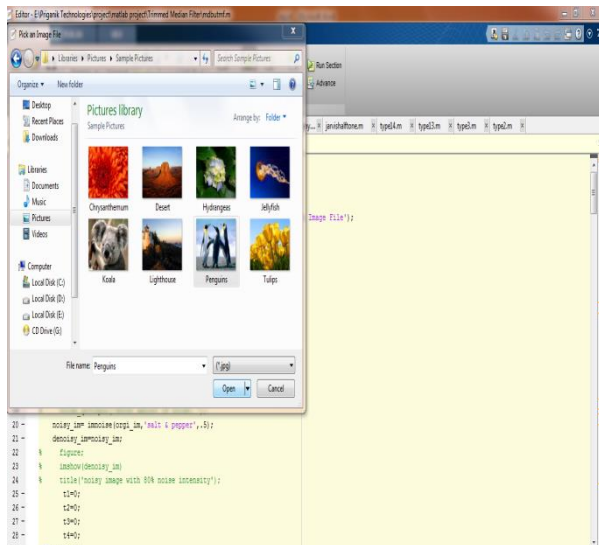 Editor - E:\Priganik Technologies\project\matlab project\Trimmed Median Filter\mdbutmf.m
Pick an Image File
Libraries ▸ Pictures ▸ Sample Pictures
Search Sample Pictures
Organize ▾ New folder
Run Section
Advance
Desktop
Recent Places
Downloads
Libraries
Documents
Music
Pictures
Videos
Computer
Local Disk (C:)
Local Disk (D:)
Local Disk (E:)
CD Drive (G:)
Pictures library
Sample Pictures
Arrange by: Folder ▾
Chrysanthemum Desert Hydrangeas Jellyfish
Koala Lighthouse Penguins Tulips
File name: Penguins
(*.jpg)
Open Cancel
janishalftone.m × type14.m × type13.m × type3.m × type2.m ×
Image File');
20 - noisy_im= imnoise(orgi_im,'salt & pepper',.5);
21 - denoisy_im=noisy_im;
22 % figure;
23 % imshow(denoisy_im)
24 % title('noisy image with 80% noise intensity');
25 - t1=0;
26 - t2=0;
27 - t3=0;
28 - t4=0;